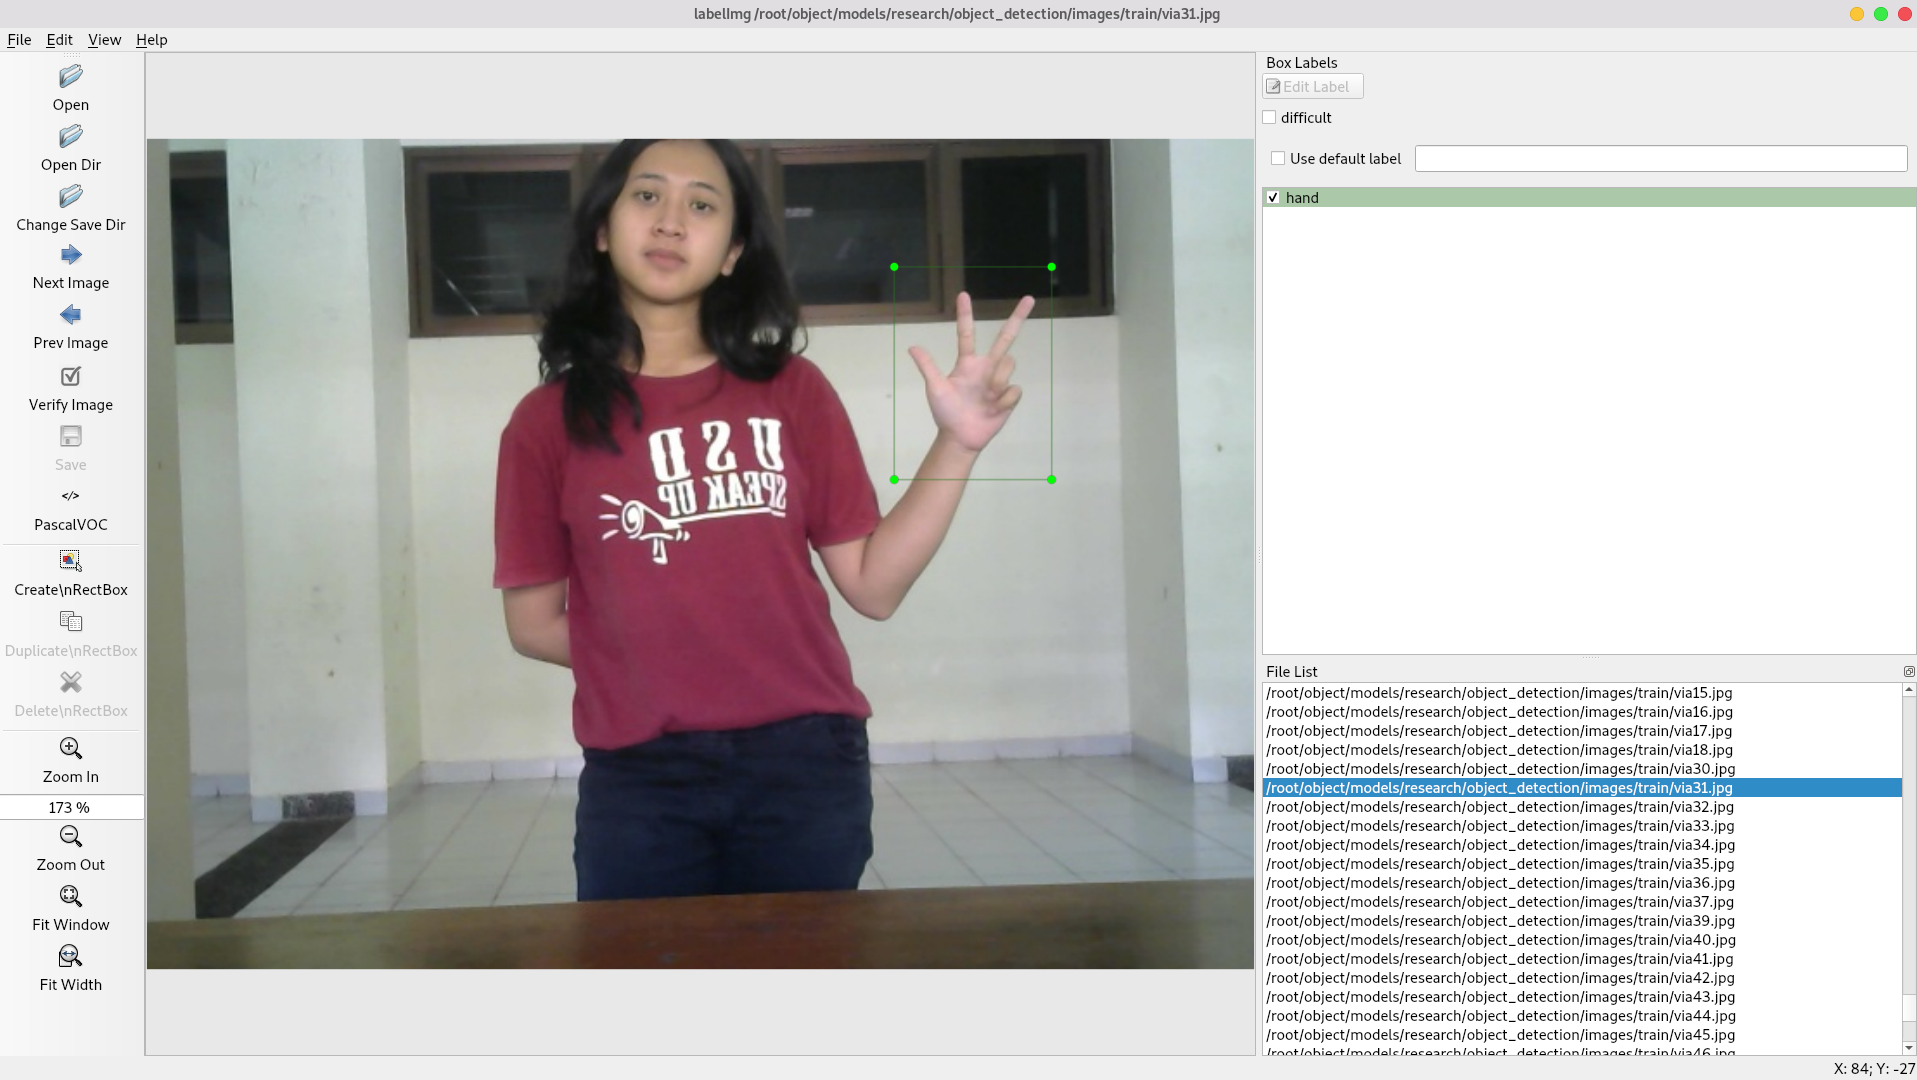 labelImg /root/object/models/research/object_detection/images/train/via31.jpg
File Edit View Help
Open
Open Dir
Change Save Dir
Next Image
Prev Image
Verify Image
Save
</>
PascalVOC
Create\nRectBox
Duplicate\nRectBox
Delete\nRectBox
Zoom In
173 %
Zoom Out
Fit Window
Fit Width
USD
SPEAK UP
Box Labels
Edit Label
difficult
Use default label
hand
File List
/root/object/models/research/object_detection/images/train/via15.jpg
/root/object/models/research/object_detection/images/train/via16.jpg
/root/object/models/research/object_detection/images/train/via17.jpg
/root/object/models/research/object_detection/images/train/via18.jpg
/root/object/models/research/object_detection/images/train/via30.jpg
/root/object/models/research/object_detection/images/train/via31.jpg
/root/object/models/research/object_detection/images/train/via32.jpg
/root/object/models/research/object_detection/images/train/via33.jpg
/root/object/models/research/object_detection/images/train/via34.jpg
/root/object/models/research/object_detection/images/train/via35.jpg
/root/object/models/research/object_detection/images/train/via36.jpg
/root/object/models/research/object_detection/images/train/via37.jpg
/root/object/models/research/object_detection/images/train/via39.jpg
/root/object/models/research/object_detection/images/train/via40.jpg
/root/object/models/research/object_detection/images/train/via41.jpg
/root/object/models/research/object_detection/images/train/via42.jpg
/root/object/models/research/object_detection/images/train/via43.jpg
/root/object/models/research/object_detection/images/train/via44.jpg
/root/object/models/research/object_detection/images/train/via45.jpg
/root/object/models/research/object_detection/images/train/via46.jpg
X: 84; Y: -27